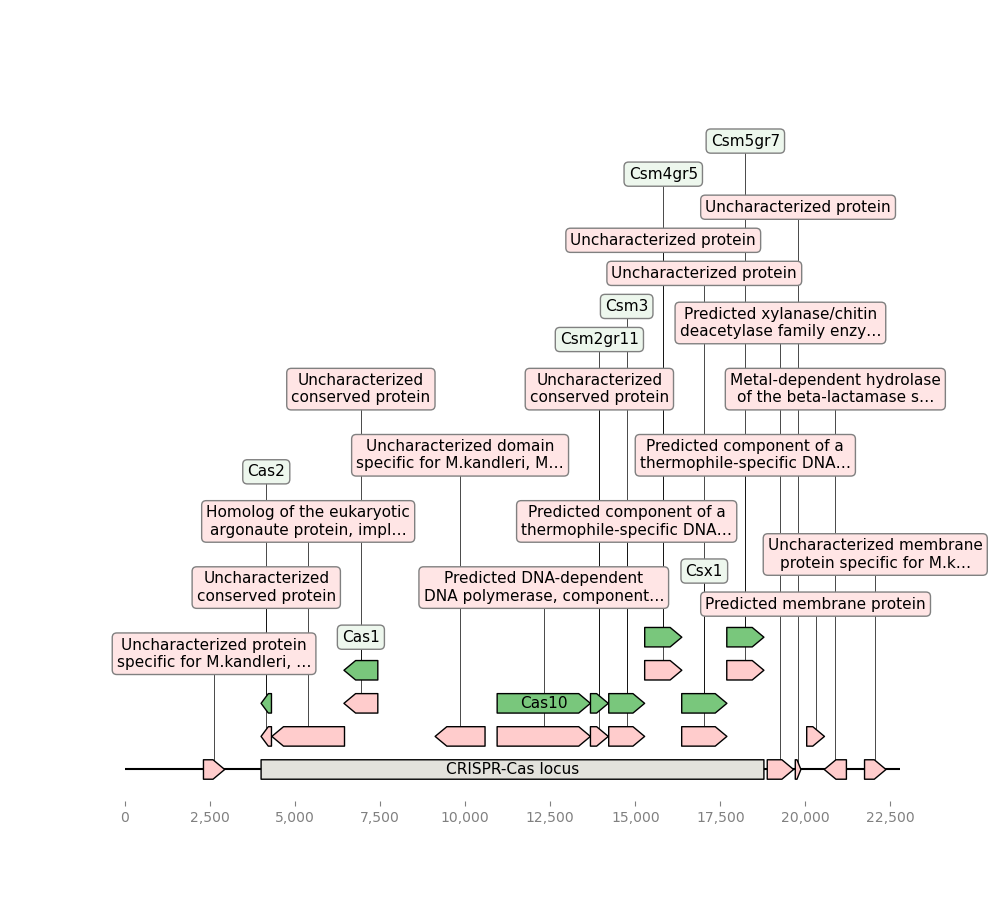 Csm5gr7
Csm4gr5
Uncharacterized protein
Uncharacterized protein
Uncharacterized protein
Csm3
Predicted xylanase/chitin
deacetylase family enzy...
Csm2gr11
Uncharacterized
conserved protein
Uncharacterized
conserved protein
Metal-dependent hydrolase
of the beta-lactamase s...
Uncharacterized domain
specific for M.kandleri, M...
Predicted component of a
thermophile-specific DNA...
Cas2
Homolog of the eukaryotic
argonaute protein, impl...
Predicted component of a
thermophile-specific DNA...
Uncharacterized membrane
protein specific for M.k...
Csx1
Uncharacterized
conserved protein
Predicted DNA-dependent
DNA polymerase, component...
Predicted membrane protein
Cas1
Uncharacterized protein
specific for M.kandleri, ...
Cas10
CRISPR-Cas locus
0 2,500 5,000 7,500 10,000 12,500 15,000 17,500 20,000 22,500